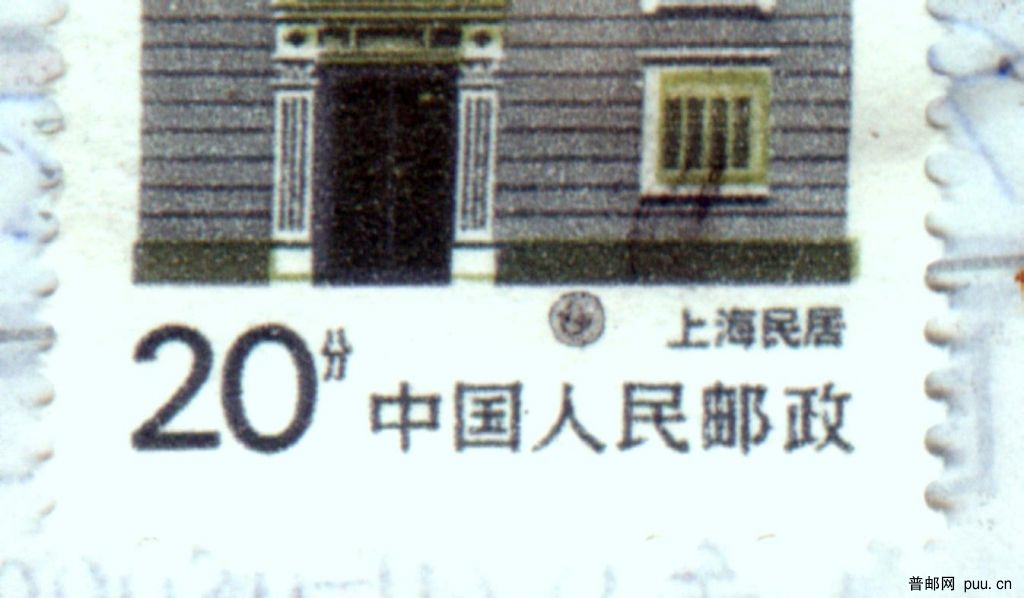 20分
上海民居
中国人民邮政
普邮网 puu.cn